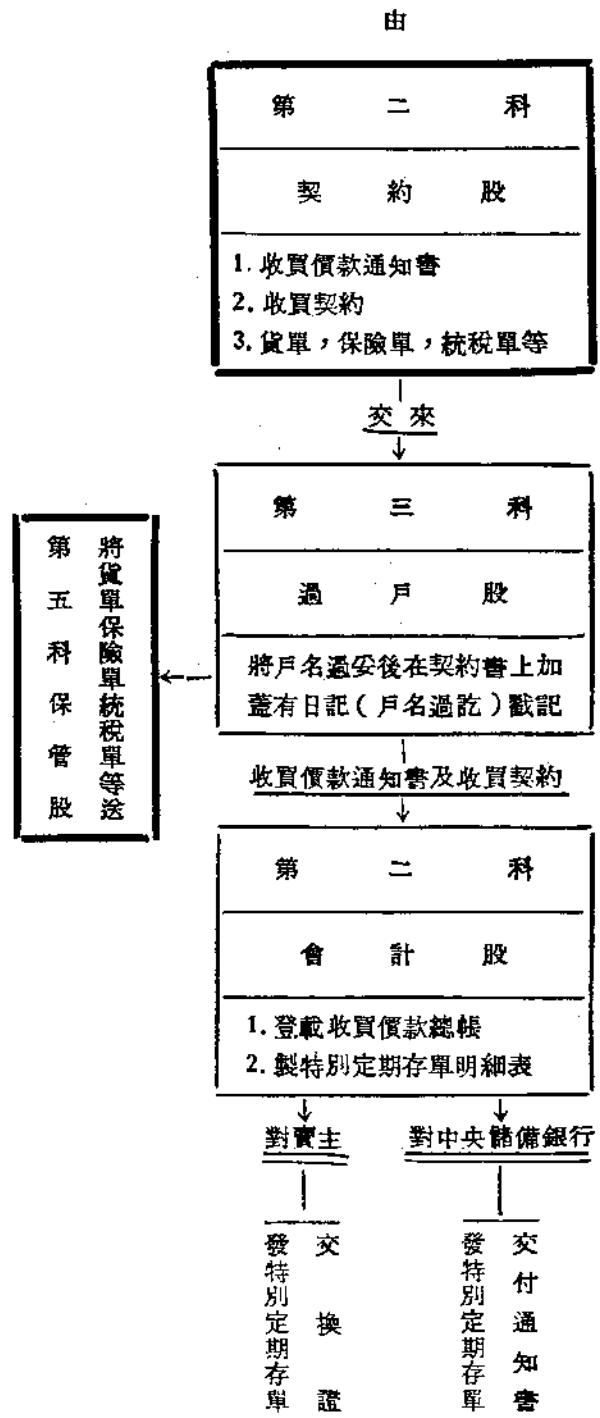 由
第二科
契約股
1. 收買價款通知書
2. 收買契約
3. 貨單，保險單，統稅單等
交來
第三科
過戶股
將戶名過妥後在契約書上加
蓋有日記（戶名過訖）戳記
將貨單保險單統稅單等送
第五科保管股
收買價款通知書及收買契約
第二科
會計股
1. 登載收買價款總帳
2. 製特別定期存單明細表
對賣主
對中央儲備銀行
交換證
發特別定期存單
交付通知書
發特別定期存單